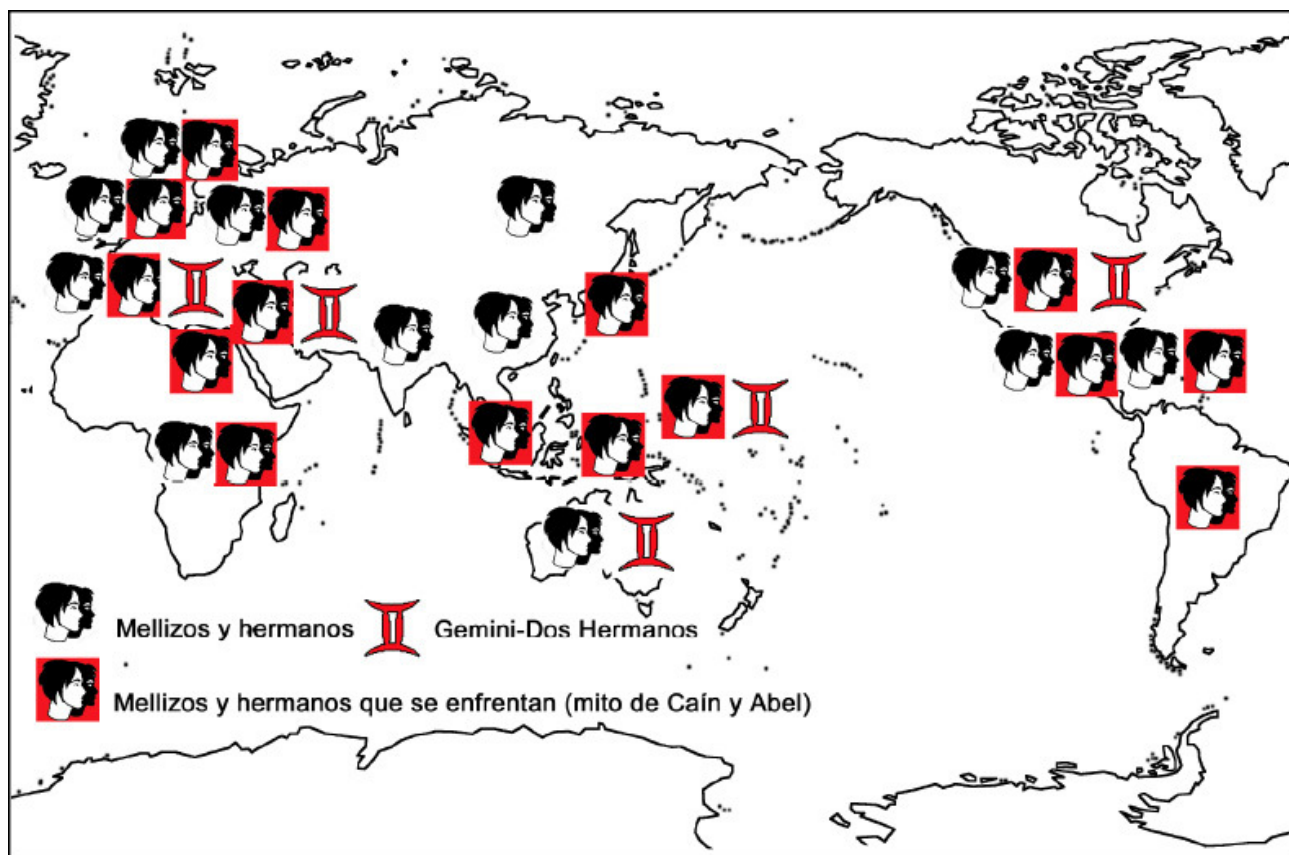 Mellizos y hermanos
Gemini-Dos Hermanos
Mellizos y hermanos que se enfrentan (mito de Caín y Abel)